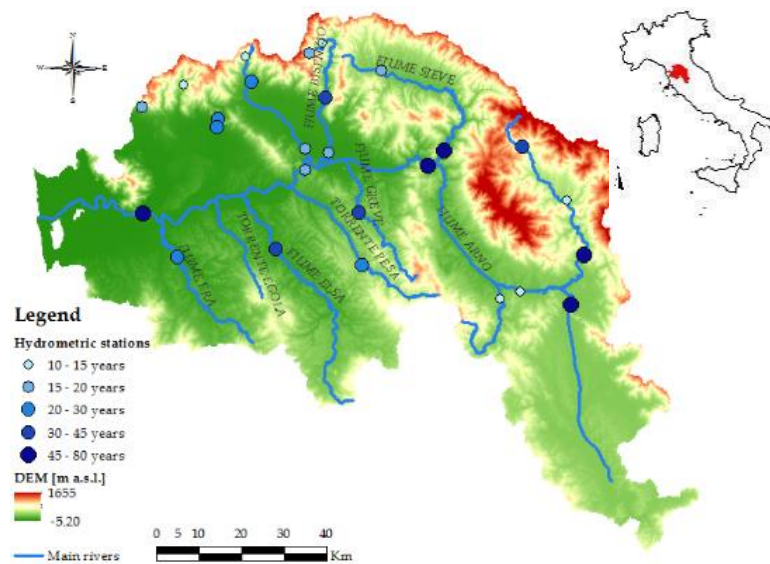 N
W
E
S
FIUME BISENZIO
FIUME SIEVE
FIUME GREVE
TORRENTE PESA
FIUME ARNO
FIUME ERA
TORRENTE EGOLA
FIUME ELSA
Legend
Hydrometric stations
10 - 15 years
15 - 20 years
20 - 30 years
30 - 45 years
45 - 80 years
DEM [m a.s.l.]
1655
-5.20
Main rivers
0 5 10 20 30 40
Km